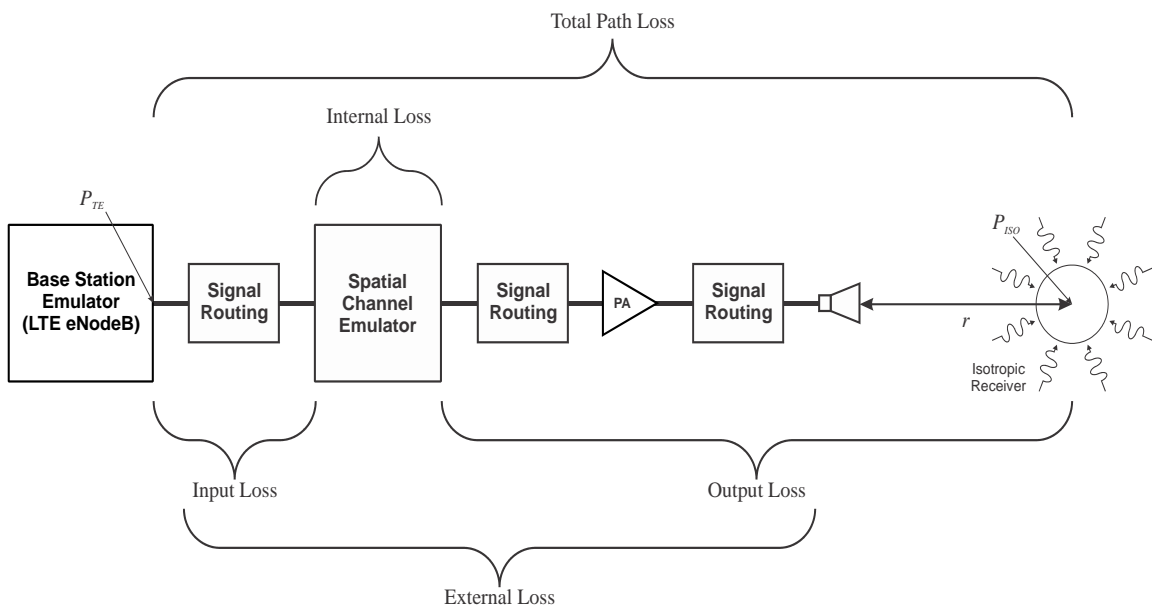 Total Path Loss
Internal Loss
P_TE
P_ISO
Base Station
Emulator
(LTE eNodeB)
Signal
Routing
Spatial
Channel
Emulator
Signal
Routing
PA
Signal
Routing
r
Isotropic
Receiver
Input Loss
Output Loss
External Loss